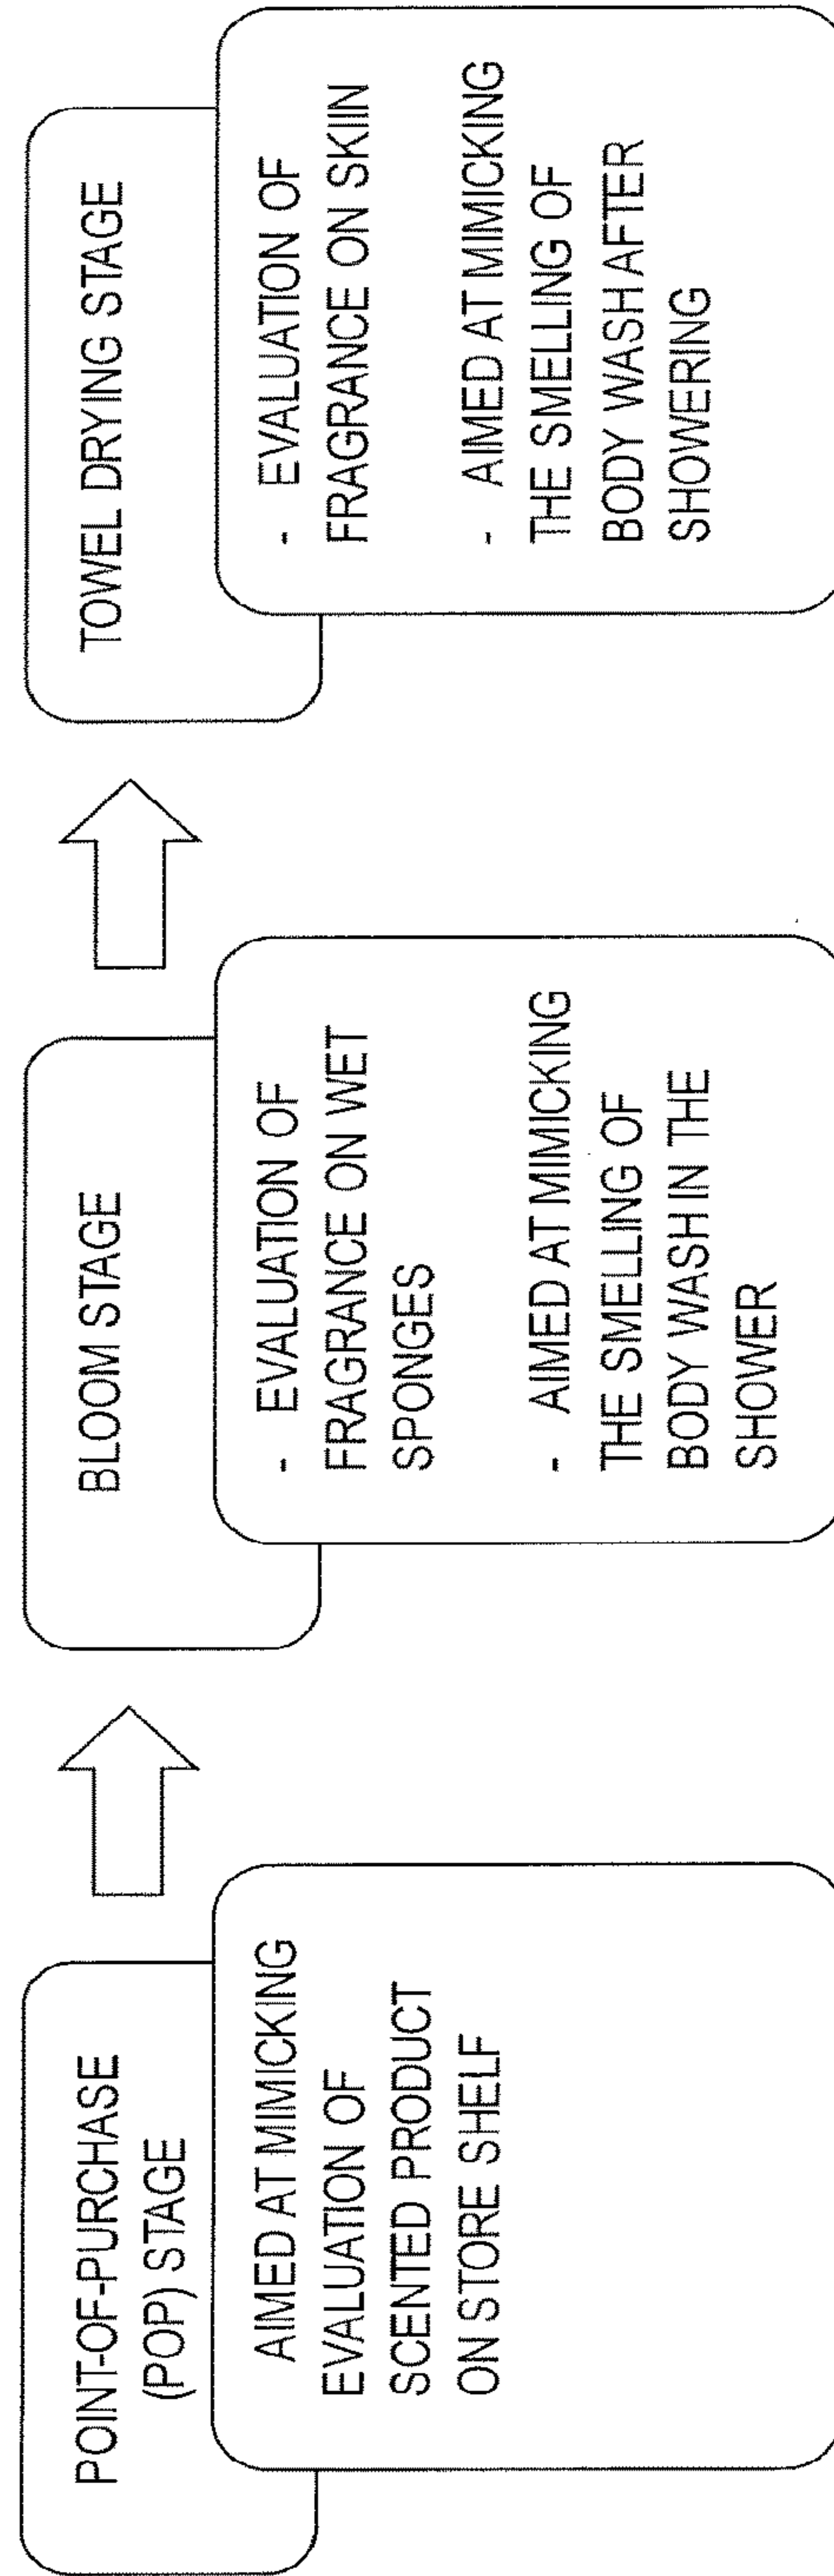 POINT-OF-PURCHASE
(POP) STAGE
AIMED AT MIMICKING
EVALUATION OF
SCENTED PRODUCT
ON STORE SHELF
BLOOM STAGE
- EVALUATION OF
FRAGRANCE ON WET
SPONGES
- AIMED AT MIMICKING
THE SMELLING OF
BODY WASH IN THE
SHOWER
TOWEL DRYING STAGE
- EVALUATION OF
FRAGRANCE ON SKIIN
- AIMED AT MIMICKING
THE SMELLING OF
BODY WASH AFTER
SHOWERING